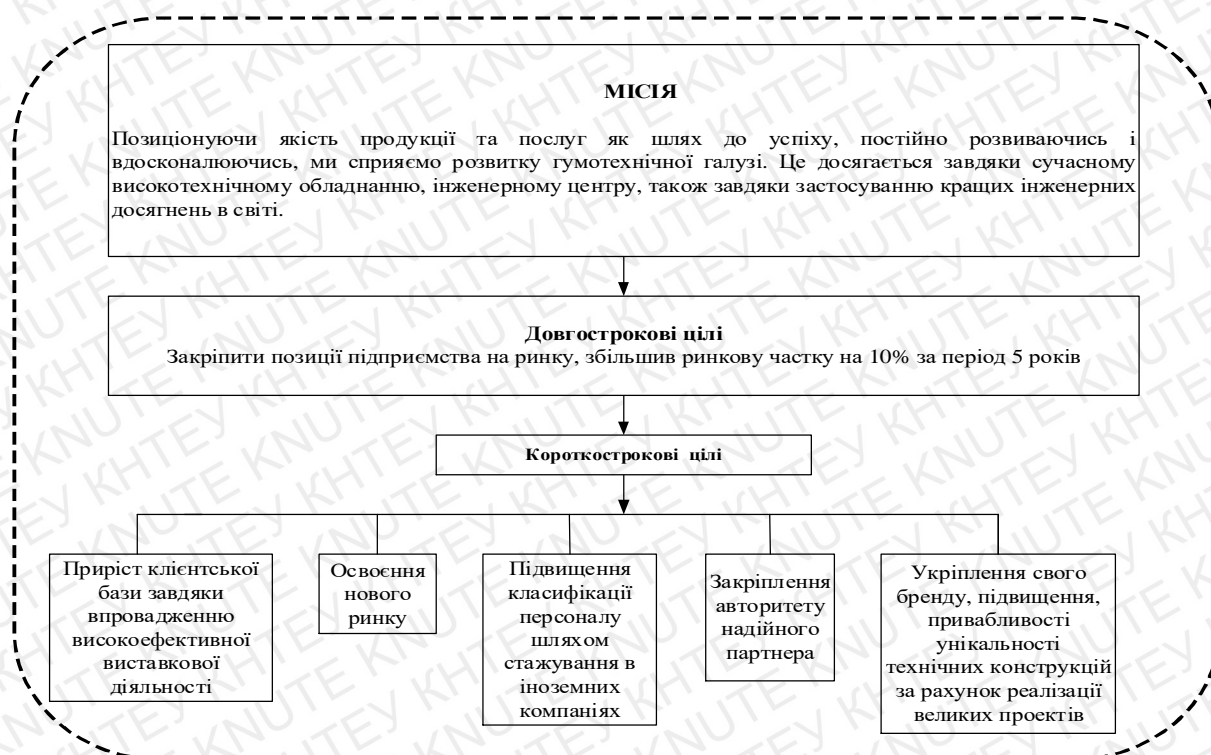 МІСІЯ
Позиціонуючи якість продукції та послуг як шлях до успіху, постійно розвиваючись і
вдосконалюючись, ми сприяємо розвитку гумотехнічної галузі. Це досягається завдяки сучасному
високотехнічному обладнанню, інженерному центру, також завдяки застосуванню кращих інженерних
досягнень в світі.
Довгострокові цілі
Закріпити позиції підприємства на ринку, збільшив ринкову частку на 10% за період 5 років
Короткострокові цілі
Приріст клієнтської
бази завдяки
впровадженню
високоефективної
виставкової
діяльності
Освоєння
нового
ринку
Підвищення
класифікації
персоналу
шляхом
стажування в
іноземних
компаніях
Закріплення
авторитету
надійного
партнера
Укріплення свого
бренду, підвищення,
привабливості
унікальності
технічних конструкцій
за рахунок реалізації
великих проектів